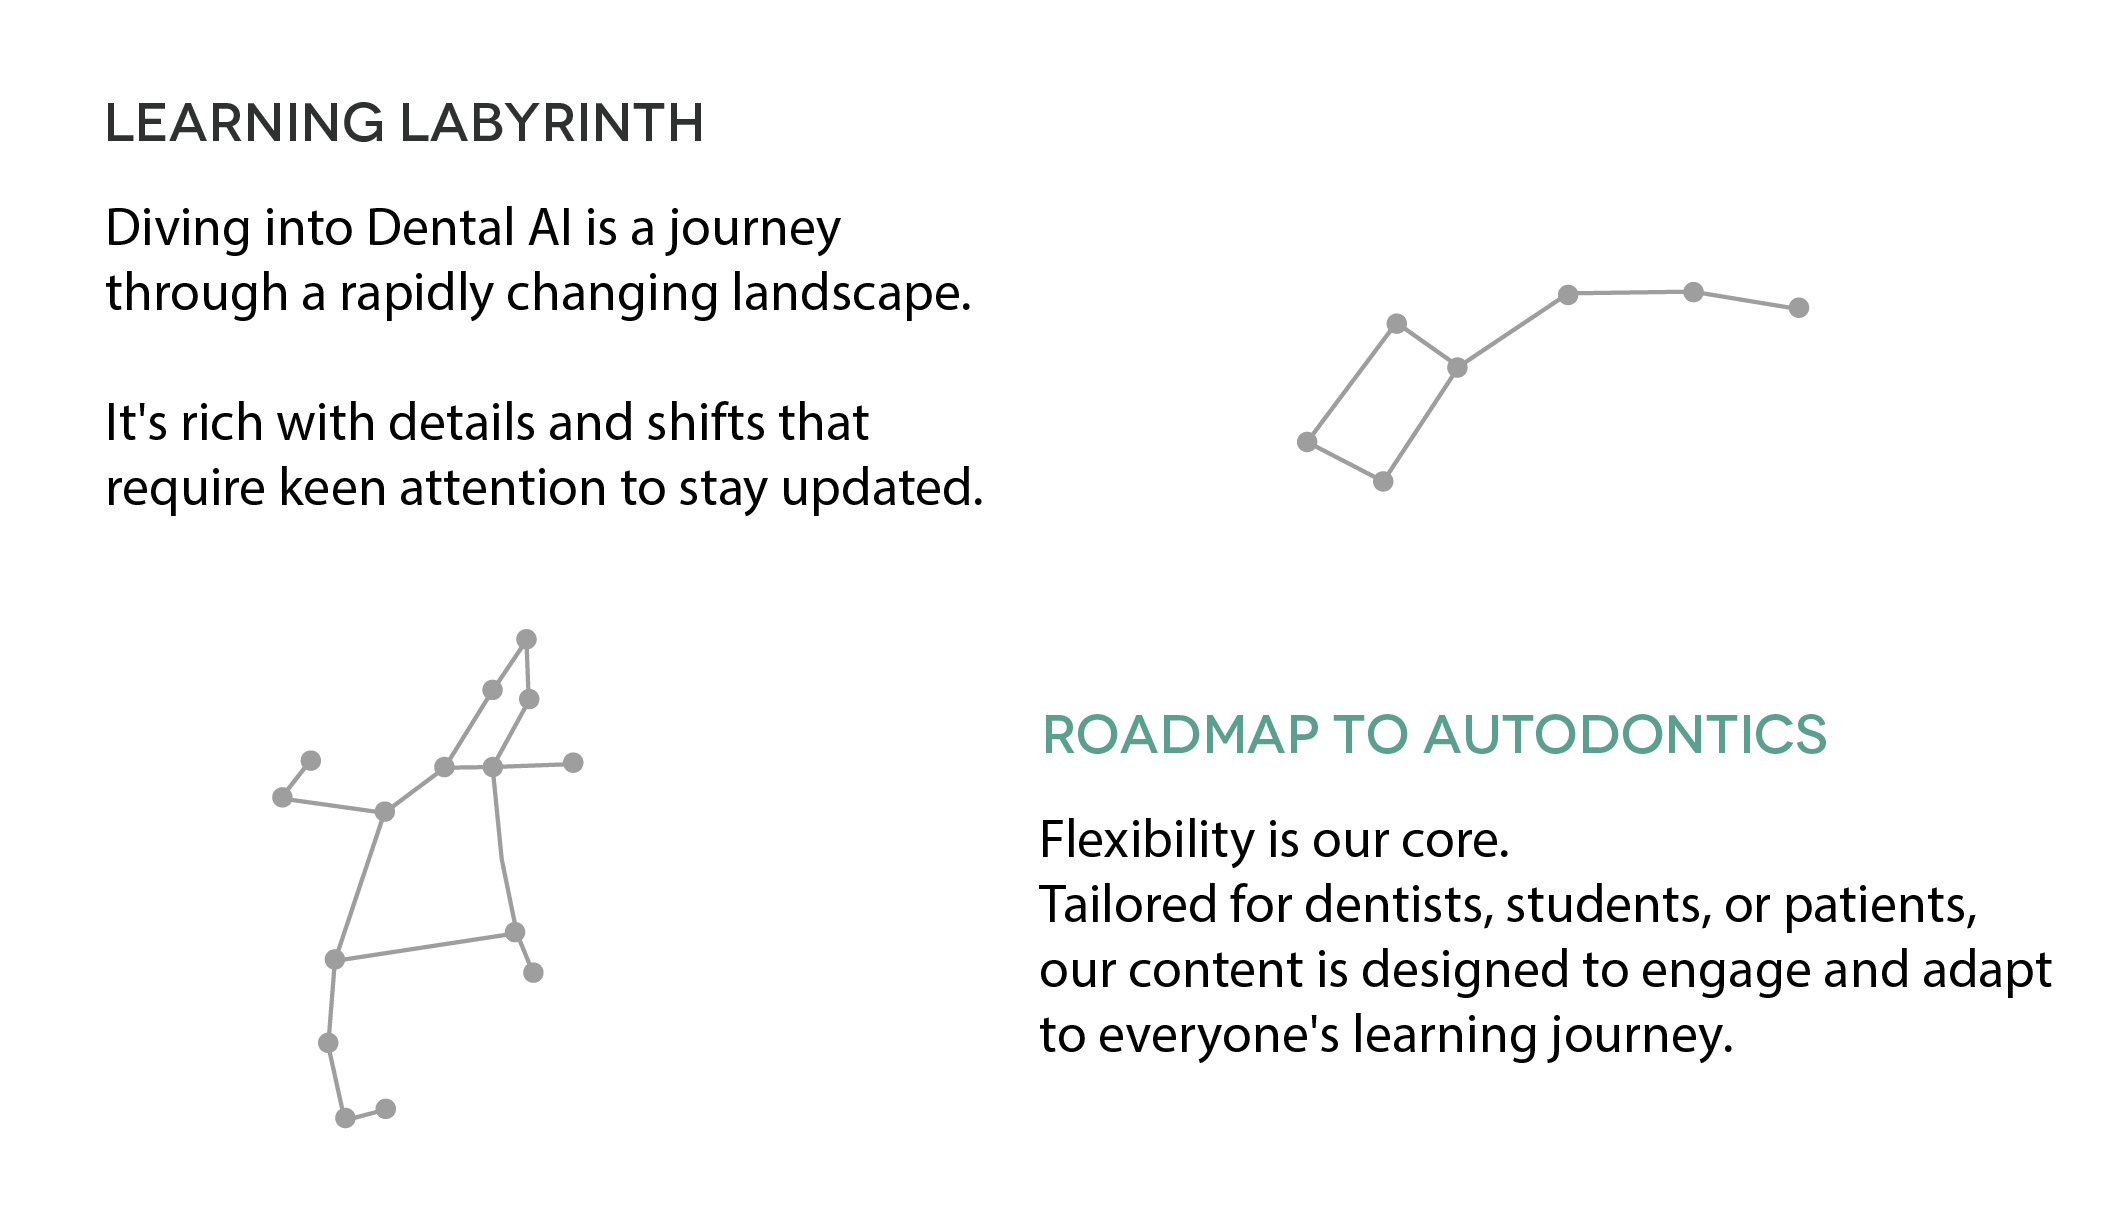 LEARNING LABYRINTH
Diving into Dental AI is a journey
through a rapidly changing landscape.
It's rich with details and shifts that
require keen attention to stay updated.
ROADMAP TO AUTODONTICS
Flexibility is our core.
Tailored for dentists, students, or patients,
our content is designed to engage and adapt
to everyone's learning journey.